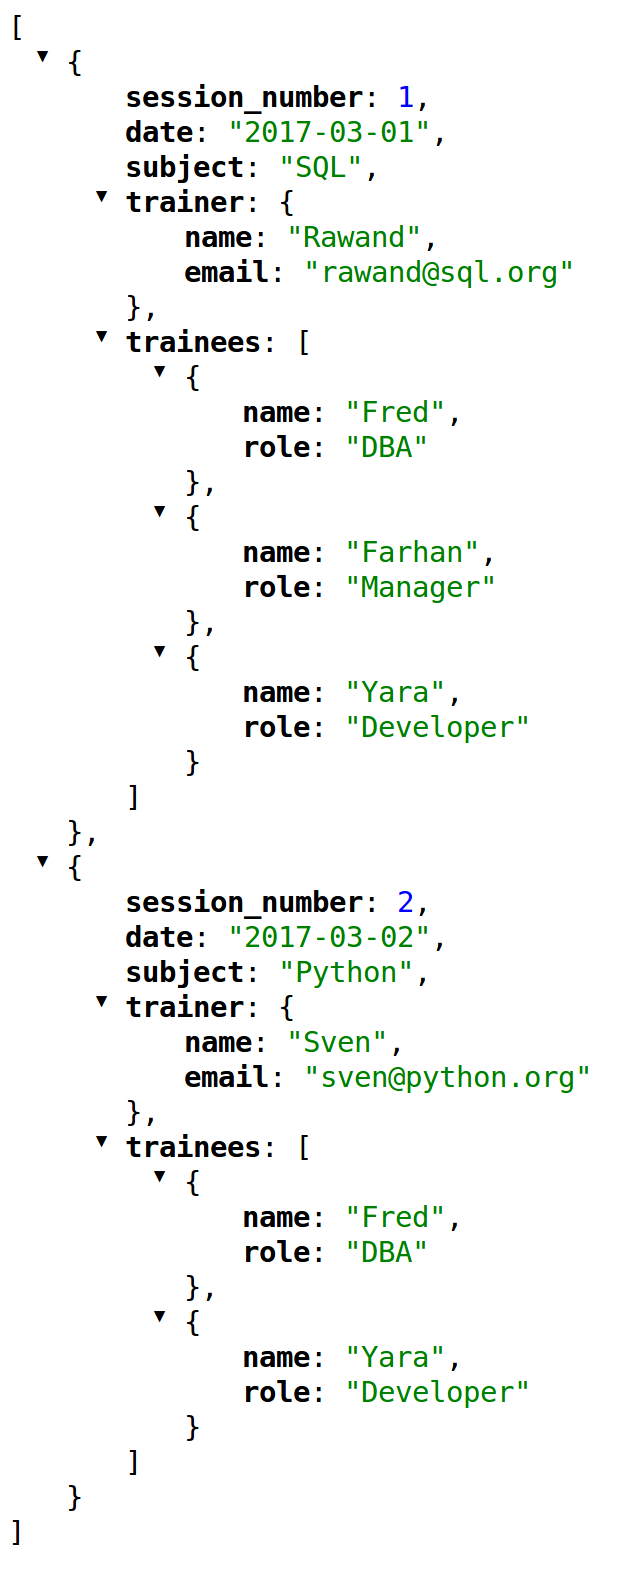 [
{
session_number: 1,
date: "2017-03-01",
subject: "SQL",
trainer: {
name: "Rawand",
email: "rawand@sql.org"
},
trainees: [
{
name: "Fred",
role: "DBA"
},
{
name: "Farhan",
role: "Manager"
},
{
name: "Yara",
role: "Developer"
}
]
},
{
session_number: 2,
date: "2017-03-02",
subject: "Python",
trainer: {
name: "Sven",
email: "sven@python.org"
},
trainees: [
{
name: "Fred",
role: "DBA"
},
{
name: "Yara",
role: "Developer"
}
]
}
]